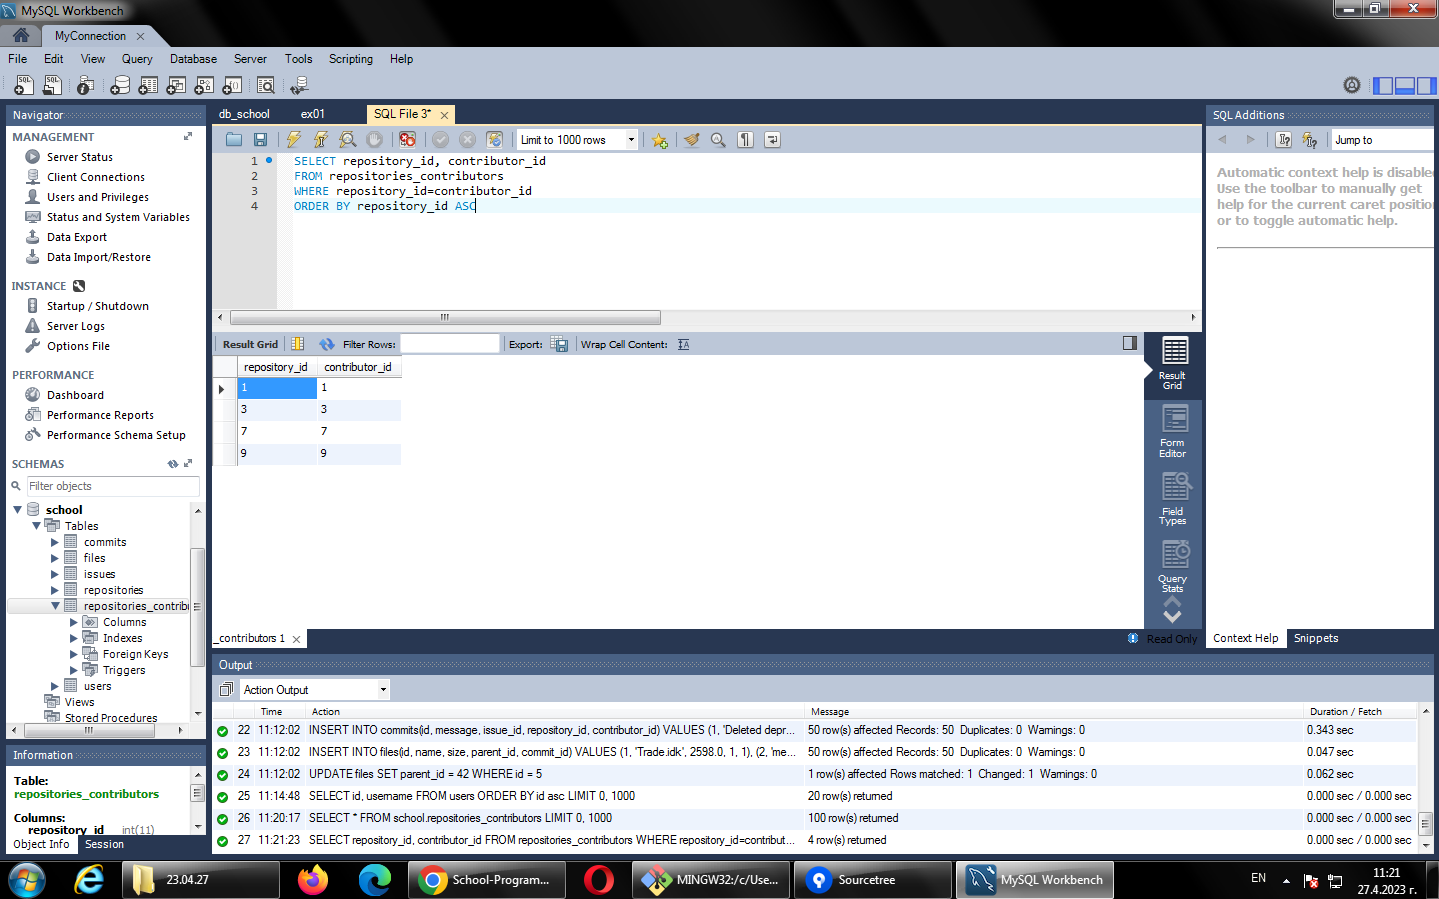 MySQL Workbench
MyConnection
File Edit View Query Database Server Tools Scripting Help
Navigator
MANAGEMENT
Server Status
Client Connections
Users and Privileges
Status and System Variables
Data Export
Data Import/Restore
INSTANCE
Startup / Shutdown
Server Logs
Options File
PERFORMANCE
Dashboard
Performance Reports
Performance Schema Setup
SCHEMAS
Filter objects
school
Tables
commits
files
issues
repositories
repositories_contribu
Columns
Indexes
Foreign Keys
Triggers
users
Views
Stored Procedures
Information
Table:
repositories_contributors
Columns:
repository_id int(11)
Object Info Session
db_school ex01 SQL File 3*
Limit to 1000 rows
1 SELECT repository_id, contributor_id
2 FROM repositories_contributors
3 WHERE repository_id=contributor_id
4 ORDER BY repository_id ASC
Result Grid Filter Rows: Export: Wrap Cell Content:
repository_id contributor_id
1 1
3 3
7 7
9 9
Result
Grid
Form
Editor
Field
Types
Query
Stats
_contributors 1
Read Only
SQL Additions
Jump to
Automatic context help is disabled
Use the toolbar to manually get
help for the current caret position
or to toggle automatic help.
Context Help Snippets
Output
Action Output
Time Action Message Duration / Fetch
22 11:12:02 INSERT INTO commits(id, message, issue_id, repository_id, contributor_id) VALUES (1, 'Deleted depr... 50 row(s) affected Records: 50 Duplicates: 0 Warnings: 0 0.343 sec
23 11:12:02 INSERT INTO files(id, name, size, parent_id, commit_id) VALUES (1, 'Trade.idk', 2598.0, 1, 1), (2, 'me... 50 row(s) affected Records: 50 Duplicates: 0 Warnings: 0 0.047 sec
24 11:12:02 UPDATE files SET parent_id = 42 WHERE id = 5 1 row(s) affected Rows matched: 1 Changed: 1 Warnings: 0 0.062 sec
25 11:14:48 SELECT id, username FROM users ORDER BY id asc LIMIT 0, 1000 20 row(s) returned 0.000 sec / 0.000 sec
26 11:20:17 SELECT * FROM school.repositories_contributors LIMIT 0, 1000 100 row(s) returned 0.000 sec / 0.000 sec
27 11:21:23 SELECT repository_id, contributor_id FROM repositories_contributors WHERE repository_id=contribut... 4 row(s) returned 0.000 sec / 0.000 sec
23.04.27 School-Program... MINGW32:/c/Use... Sourcetree MySQL Workbench EN
11:21
27.4.2023 г.